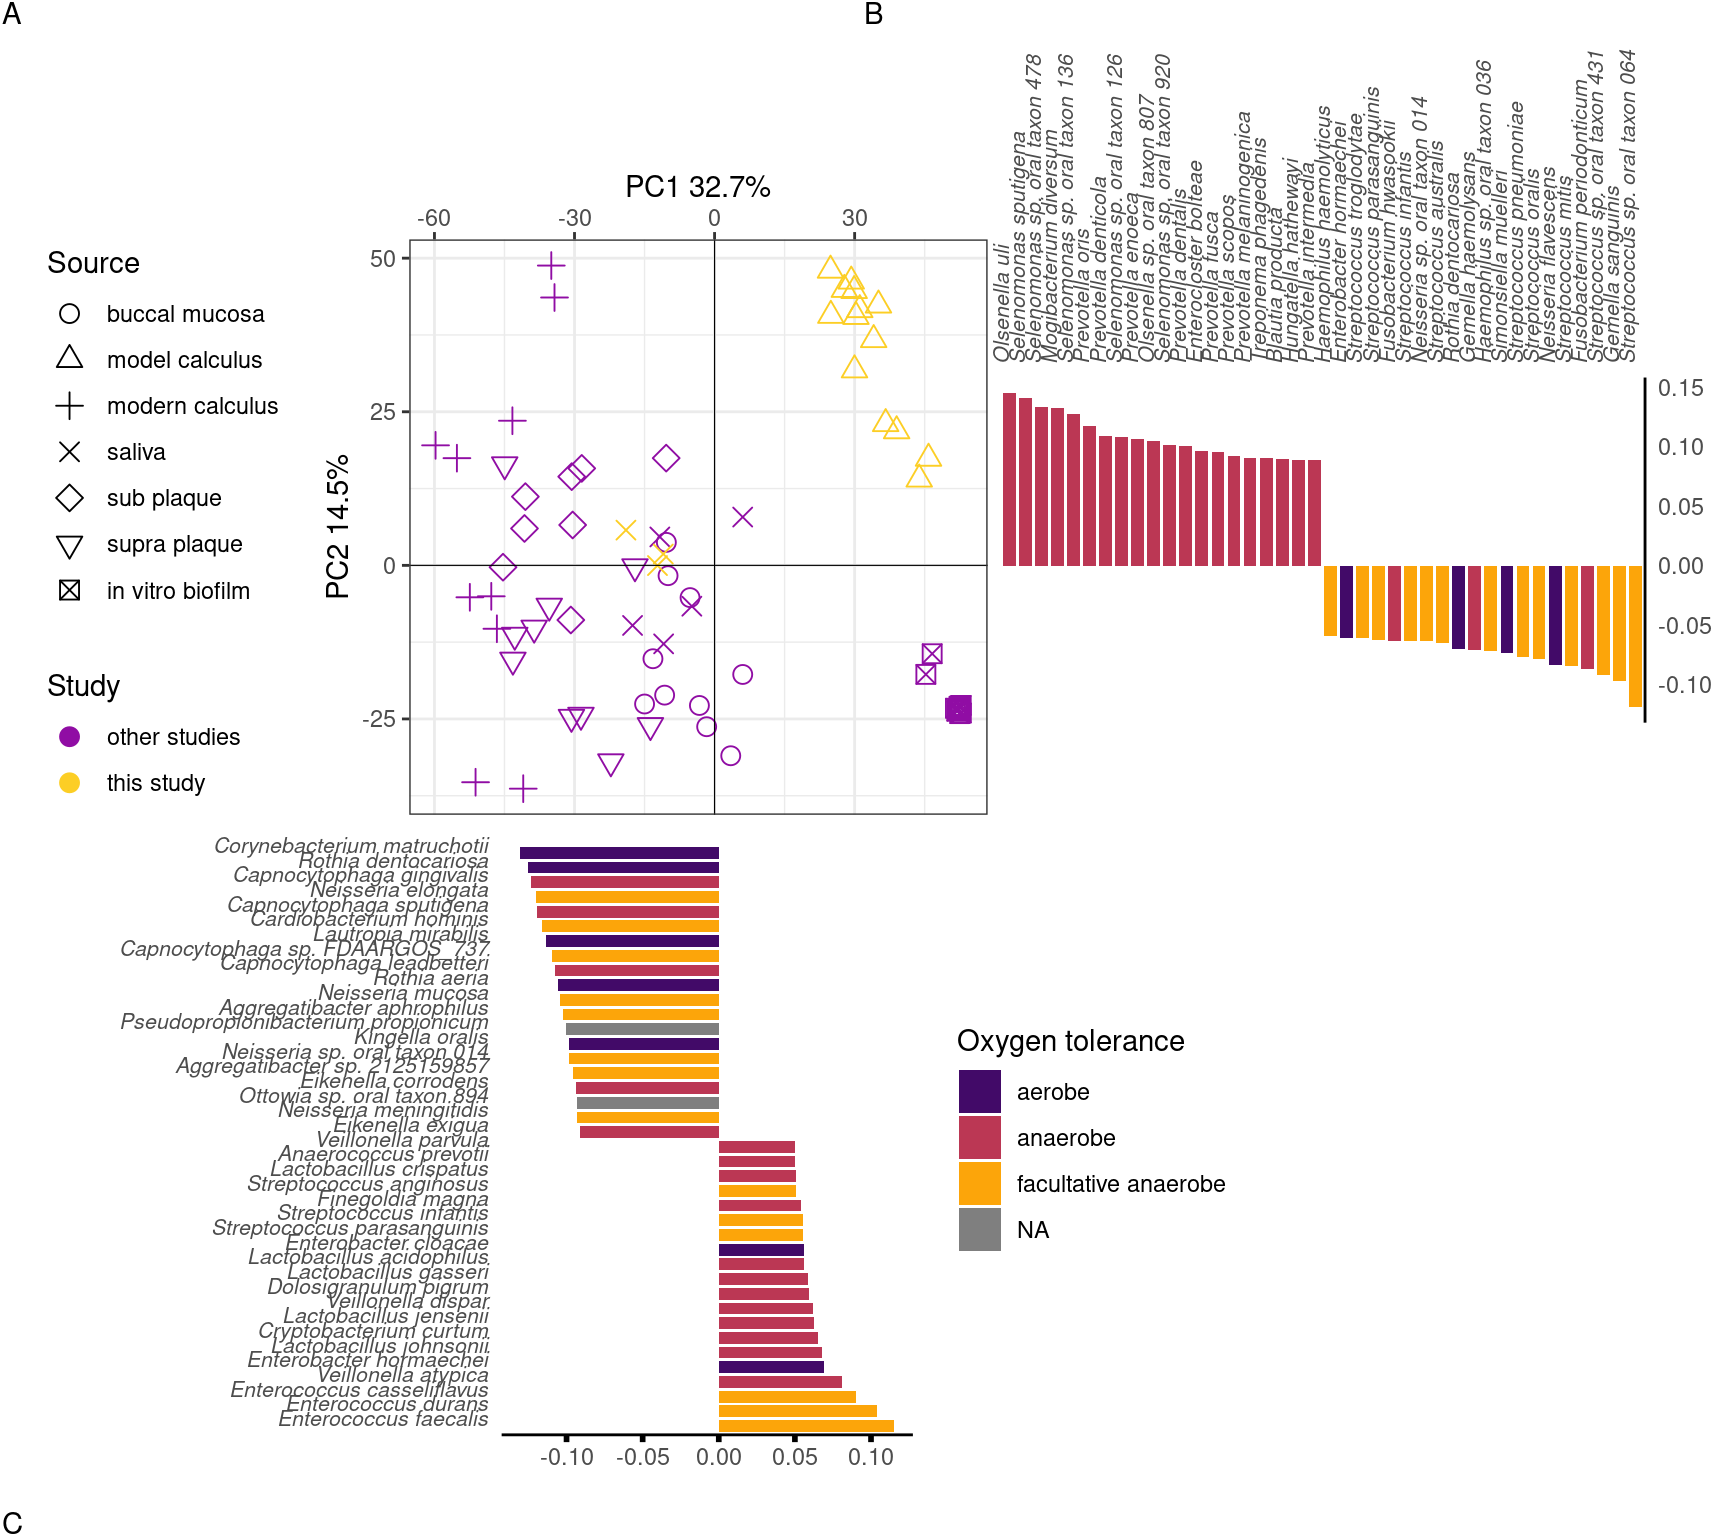 A
B
PC1 32.7%
-60
-30
0
30
50
25
0
-25
PC2 14.5%
Source
buccal mucosa
model calculus
modern calculus
saliva
sub plaque
supra plaque
in vitro biofilm
Study
other studies
this study
Olsenella uli
Selenomonas sputigena
Selenomonas sp. oral taxon 478
Mogibacterium diversum
Selenomonas sp. oral taxon 136
Prevotella oris
Prevotella denticola
Selenomonas sp. oral taxon 126
Prevotella enoeca
Olsenella sp. oral taxon 807
Selenomonas sp. oral taxon 920
Prevotella dentalis
Enterocloster bolteae
Prevotella fusca
Prevotella scopos
Prevotella melaninogenica
Treponema phagedenis
Blautia producta
Hungatella hathewayi
Prevotella intermedia
Haemophilus haemolyticus
Enterobacter hormaechei
Streptococcus troglodytae
Streptococcus parasanguinis
Fusobacterium hwasookii
Streptococcus infantis
Neisseria sp. oral taxon 014
Streptococcus australis
Rothia dentocariosa
Gemella haemolysans
Haemophilus sp. oral taxon 036
Simonsiella muelleri
Streptococcus pneumoniae
Streptococcus oralis
Neisseria flavescens
Streptococcus mitis
Fusobacterium periodonticum
Streptococcus sp. oral taxon 431
Gemella sanguinis
Streptococcus sp. oral taxon 064
0.15
0.10
0.05
0.00
-0.05
-0.10
Corynebacterium matruchotii
Rothia dentocariosa
Capnocytophaga gingivalis
Neisseria elongata
Capnocytophaga sputigena
Cardiobacterium hominis
Lautropia mirabilis
Capnocytophaga sp. FDAARGOS_737
Capnocytophaga leadbetteri
Rothia aeria
Neisseria mucosa
Aggregatibacter aphrophilus
Pseudopropionibacterium propionicum
Kingella oralis
Neisseria sp. oral taxon 014
Aggregatibacter sp. 2125159857
Eikenella corrodens
Ottowia sp. oral taxon 894
Neisseria meningitidis
Eikenella exigua
Veillonella parvula
Anaerococcus prevotii
Lactobacillus crispatus
Streptococcus anginosus
Finegoldia magna
Streptococcus infantis
Streptococcus parasanguinis
Enterobacter cloacae
Lactobacillus acidophilus
Lactobacillus gasseri
Dolosigranulum pigrum
Veillonella dispar
Lactobacillus jensenii
Cryptobacterium curtum
Lactobacillus johnsonii
Enterobacter hormaechei
Veillonella atypica
Enterococcus casseliflavus
Enterococcus durans
Enterococcus faecalis
-0.10
-0.05
0.00
0.05
0.10
Oxygen tolerance
aerobe
anaerobe
facultative anaerobe
NA
C